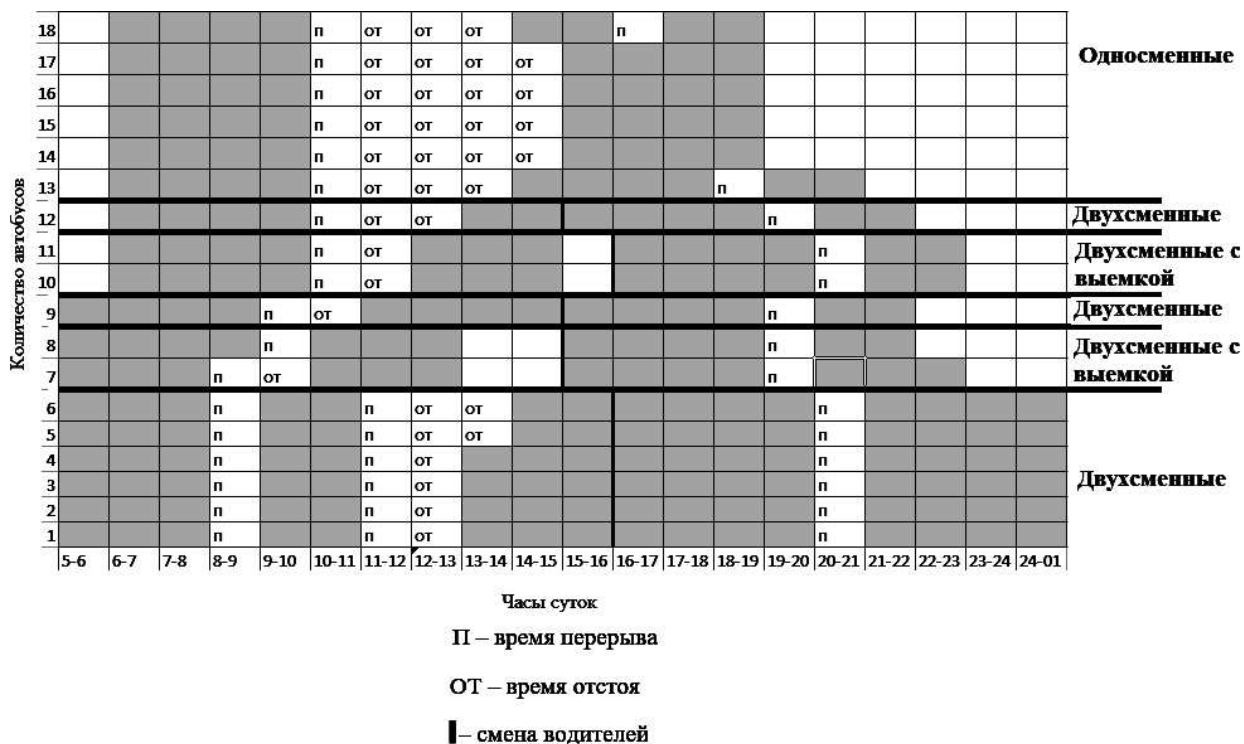 Количество автобусов
18 п от от от п
17 п от от от от
16 п от от от от
15 п от от от от
14 п от от от от
13 п от от от п
12 п от от п
11 п от п
10 п от п
9 п от п
8 п п
7 п от п
6 п п от от п
5 п п от от п
4 п п от п
3 п п от п
2 п п от п
1 п п от п
Односменные
Двухсменные
Двухсменные с
выемкой
Двухсменные
Двухсменные с
выемкой
Двухсменные
5-6 6-7 7-8 8-9 9-10 10-11 11-12 12-13 13-14 14-15 15-16 16-17 17-18 18-19 19-20 20-21 21-22 22-23 23-24 24-01
Часы суток
П – время перерыва
ОТ – время отстоя
– смена водителей